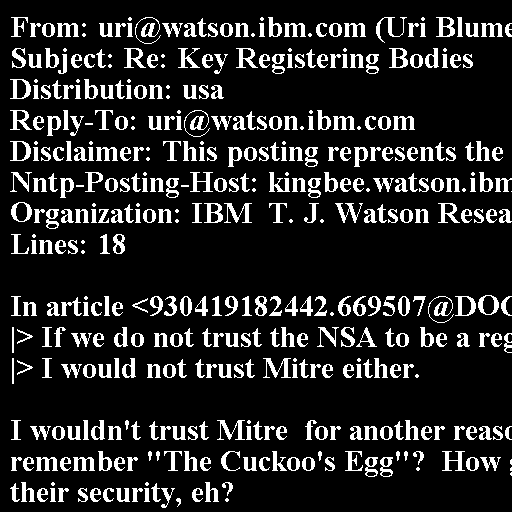 From: uri@watson.ibm.com (Uri Blume
Subject: Re: Key Registering Bodies
Distribution: usa
Reply-To: uri@watson.ibm.com
Disclaimer: This posting represents the
Nntp-Posting-Host: kingbee.watson.ibm
Organization: IBM  T. J. Watson Resea
Lines: 18

In article <930419182442.669507@DOC
|> If we do not trust the NSA to be a reg
|> I would not trust Mitre either.

I wouldn't trust Mitre  for another reaso
remember "The Cuckoo's Egg"?  How g
their security, eh?